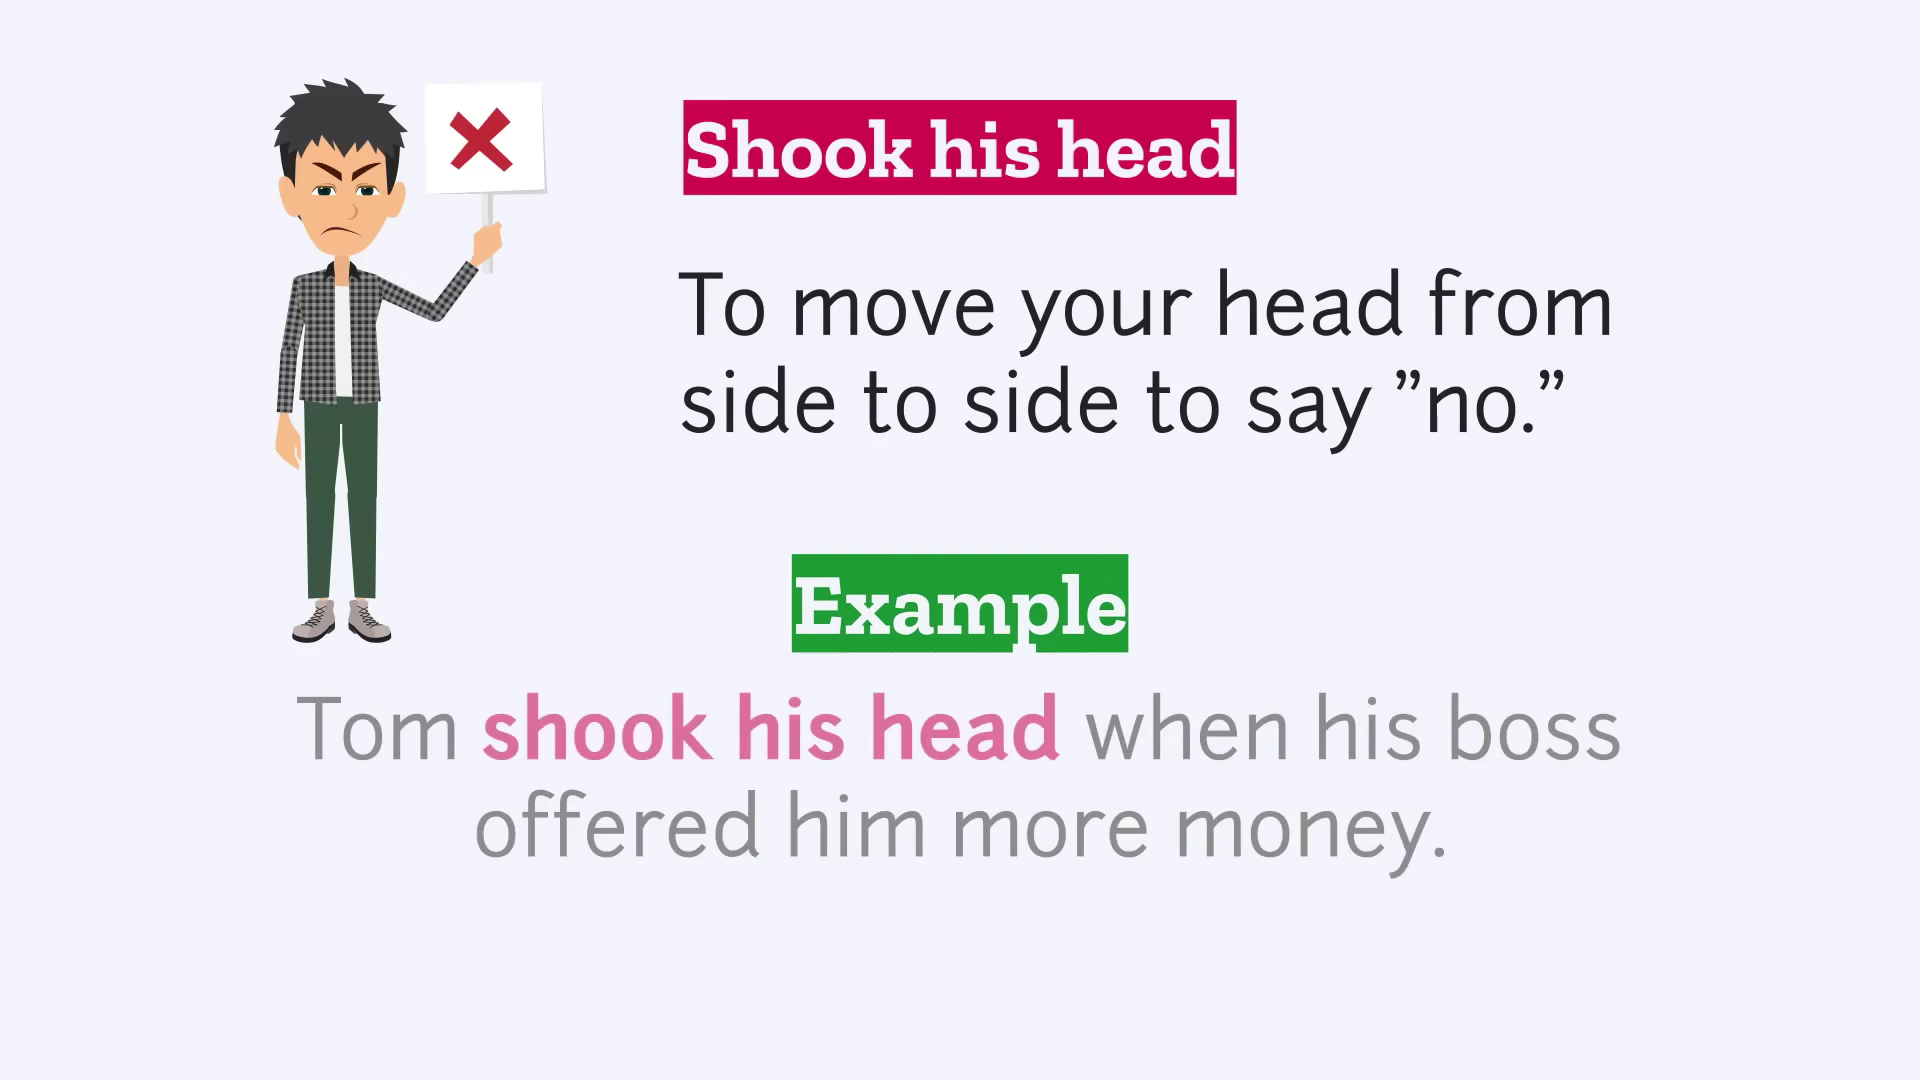 Shook his head
To move your head from
side to side to say ”no.”
Example
Tom shook his head when his boss
offered him more money.